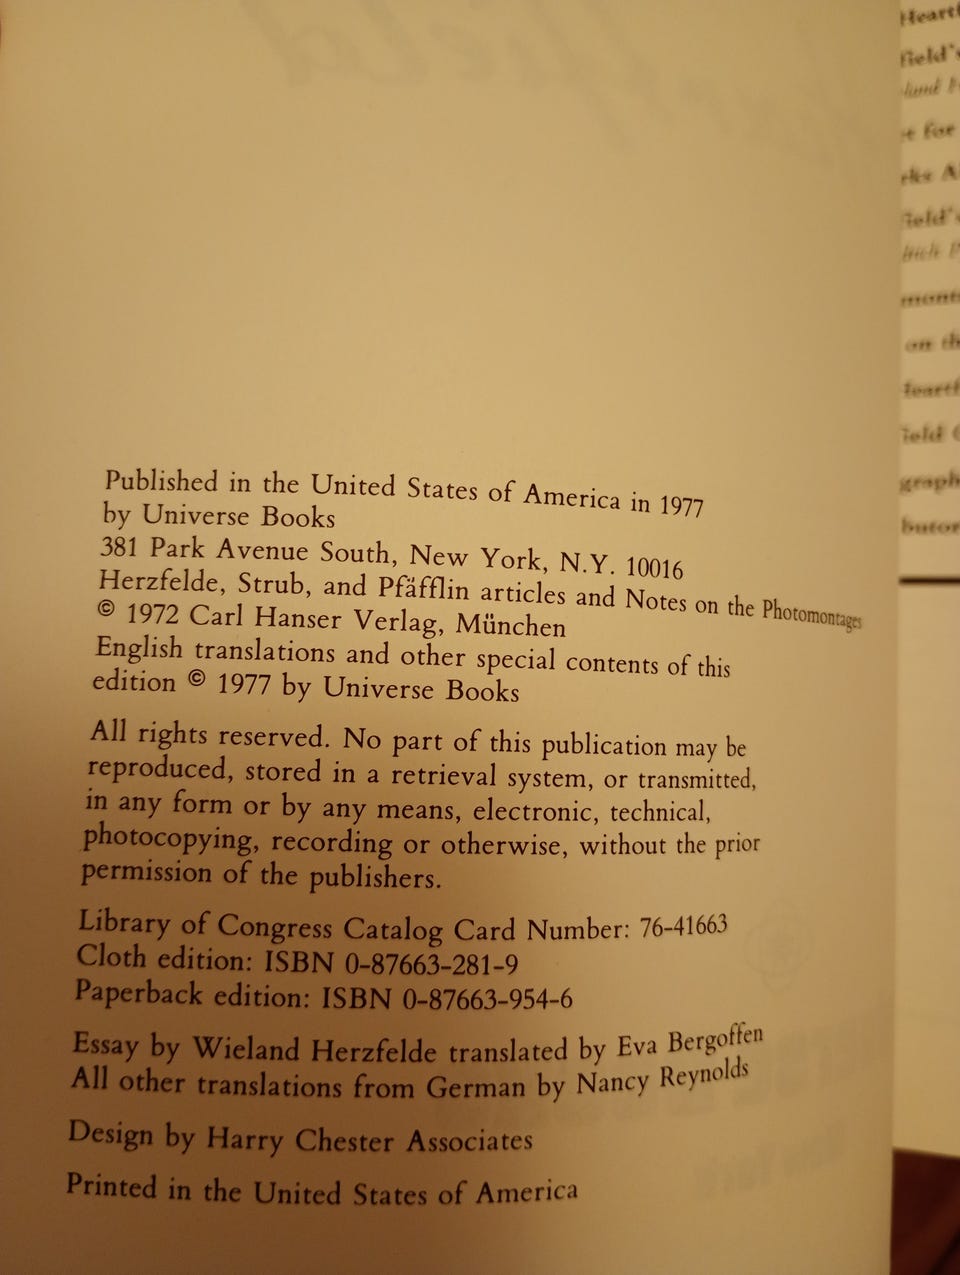 Published in the United States of America in 1977
by Universe Books
381 Park Avenue South, New York, N.Y. 10016
Herzfelde, Strub, and Pfäfflin articles and Notes on the Photomontages
© 1972 Carl Hanser Verlag, München
English translations and other special contents of this
edition © 1977 by Universe Books
All rights reserved. No part of this publication may be
reproduced, stored in a retrieval system, or transmitted,
in any form or by any means, electronic, technical,
photocopying, recording or otherwise, without the prior
permission of the publishers.
Library of Congress Catalog Card Number: 76-41663
Cloth edition: ISBN 0-87663-281-9
Paperback edition: ISBN 0-87663-954-6
Essay by Wieland Herzfelde translated by Eva Bergoffen
All other translations from German by Nancy Reynolds
Design by Harry Chester Associates
Printed in the United States of America
for
on